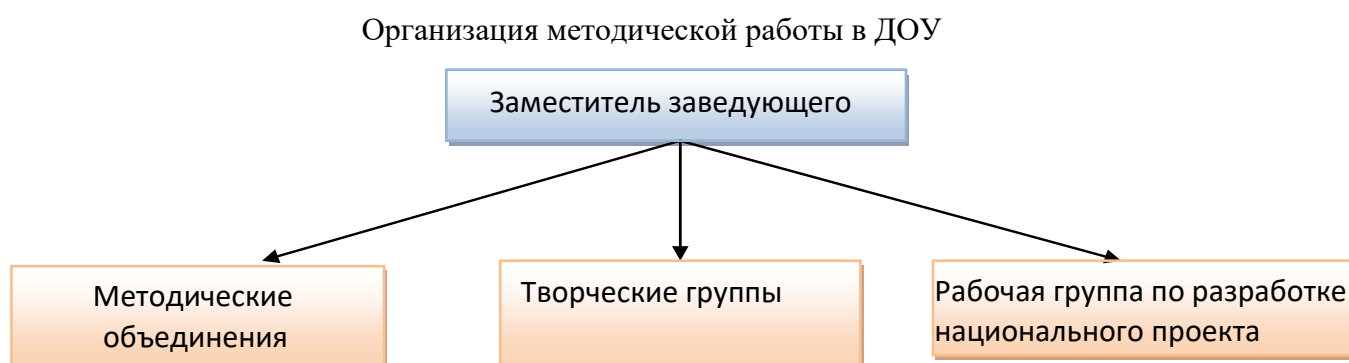 Организация методической работы в ДОУ
Заместитель заведующего
Методические
объединения
Творческие группы
Рабочая группа по разработке
национального проекта